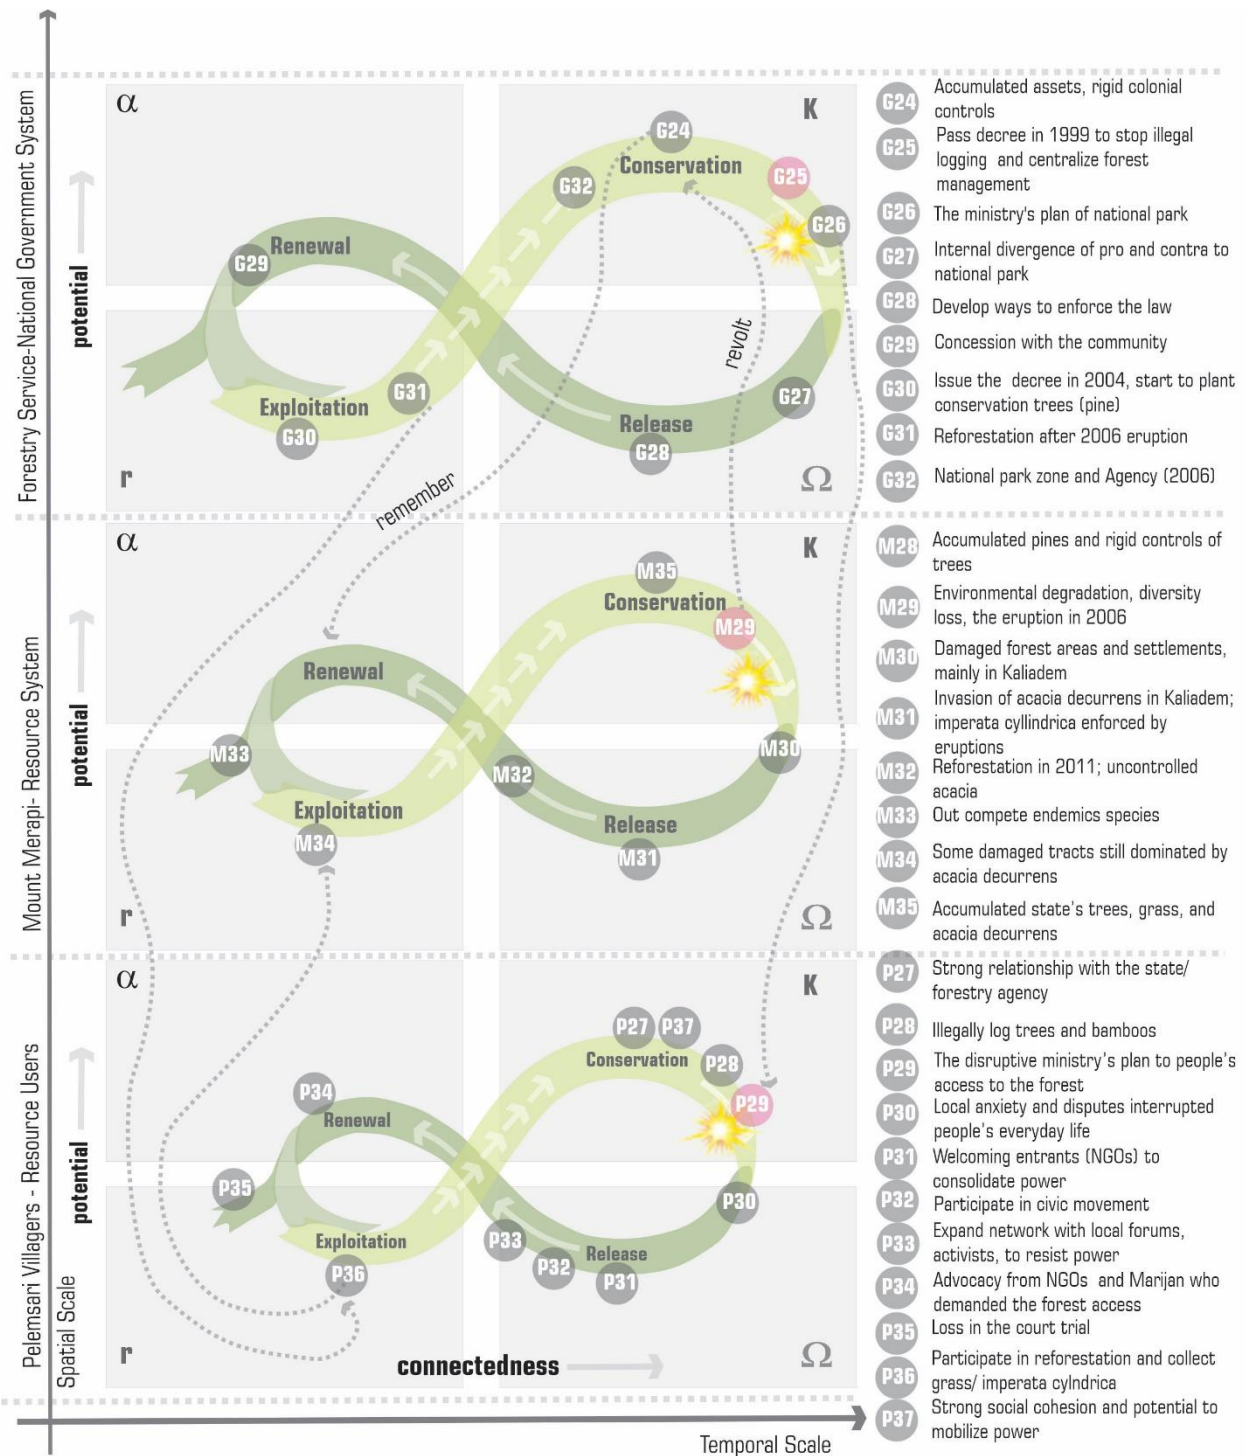 Forestry Service-National Government System
potential
α
K
G24
Conservation
G32
G25
G26
Renewal
G29
G31
Exploitation
G30
G27
Release
G28
r
Ω
revolt
remember
G24
Accumulated assets, rigid colonial
controls
G25
Pass decree in 1999 to stop illegal
logging and centralize forest
management
G26
The ministry's plan of national park
G27
Internal divergence of pro and contra to
national park
G28
Develop ways to enforce the law
G29
Concession with the community
G30
Issue the decree in 2004, start to plant
conservation trees (pine)
G31
Reforestation after 2006 eruption
G32
National park zone and Agency (2006)
Mount Merapi- Resource System
potential
α
K
M35
Conservation
M29
Renewal
M33
M30
M32
Exploitation
M34
Release
M31
r
Ω
M28
Accumulated pines and rigid controls of
trees
M29
Environmental degradation, diversity
loss, the eruption in 2006
M30
Damaged forest areas and settlements,
mainly in Kaliadem
M31
Invasion of acacia decurrens in Kaliadem;
imperata cyllindrica enforced by
eruptions
M32
Reforestation in 2011; uncontrolled
acacia
M33
Out compete endemics species
M34
Some damaged tracts still dominated by
acacia decurrens
M35
Accumulated state's trees, grass, and
acacia decurrens
Pelemsari Villagers - Resource Users
Spatial Scale
potential
α
K
P27
P37
Conservation
P28
P29
P34
Renewal
P35
P30
Exploitation
P36
P33
P32
Release
P31
r
Ω
connectedness
P27
Strong relationship with the state/
forestry agency
P28
Illegally log trees and bamboos
P29
The disruptive ministry's plan to people's
access to the forest
P30
Local anxiety and disputes interrupted
people's everyday life
P31
Welcoming entrants (NGOs) to
consolidate power
P32
Participate in civic movement
P33
Expand network with local forums,
activists, to resist power
P34
Advocacy from NGOs and Marijan who
demanded the forest access
P35
Loss in the court trial
P36
Participate in reforestation and collect
grass/ imperata cylndrica
P37
Strong social cohesion and potential to
mobilize power
Temporal Scale